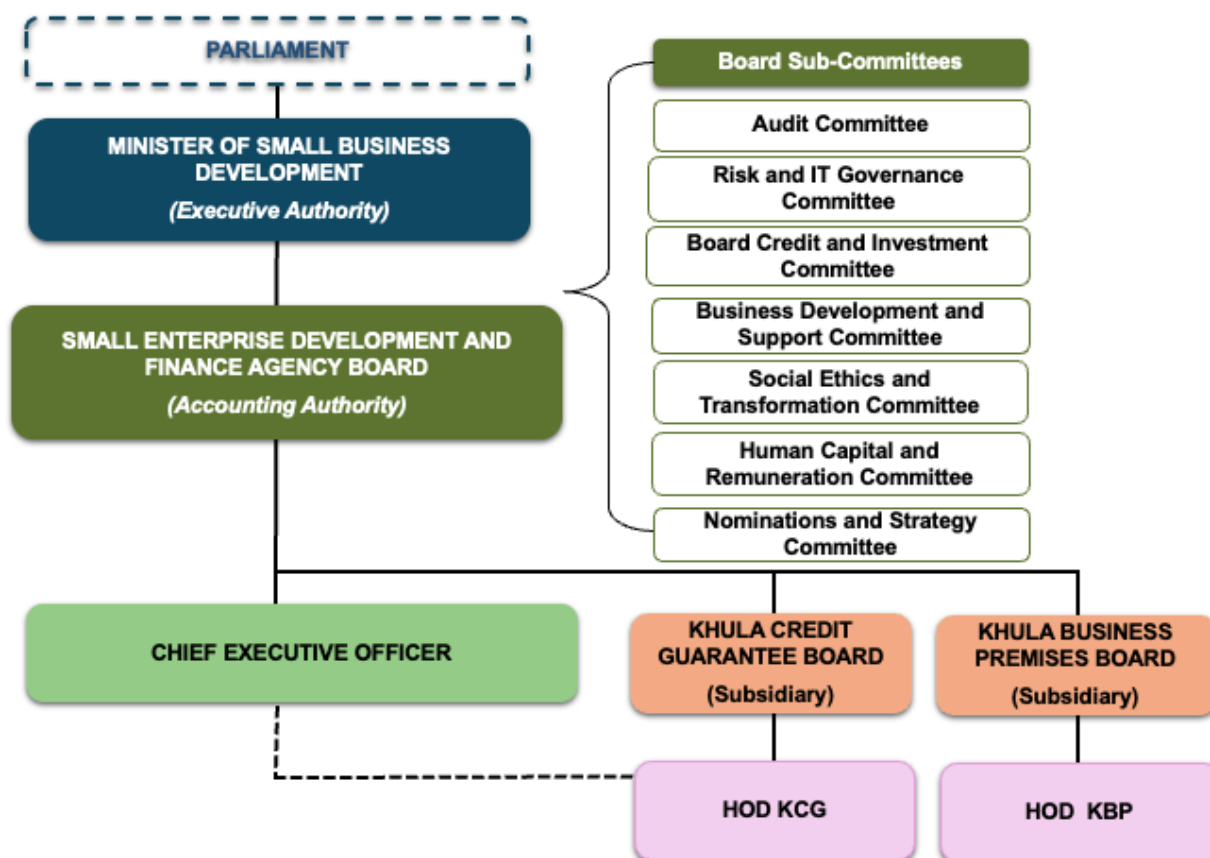 PARLIAMENT
MINISTER OF SMALL BUSINESS
DEVELOPMENT
(Executive Authority)
SMALL ENTERPRISE DEVELOPMENT AND
FINANCE AGENCY BOARD
(Accounting Authority)
Board Sub-Committees
Audit Committee
Risk and IT Governance
Committee
Board Credit and Investment
Committee
Business Development and
Support Committee
Social Ethics and
Transformation Committee
Human Capital and
Remuneration Committee
Nominations and Strategy
Committee
CHIEF EXECUTIVE OFFICER
KHULA CREDIT
GUARANTEE BOARD
(Subsidiary)
KHULA BUSINESS
PREMISES BOARD
(Subsidiary)
HOD KCG
HOD KBP